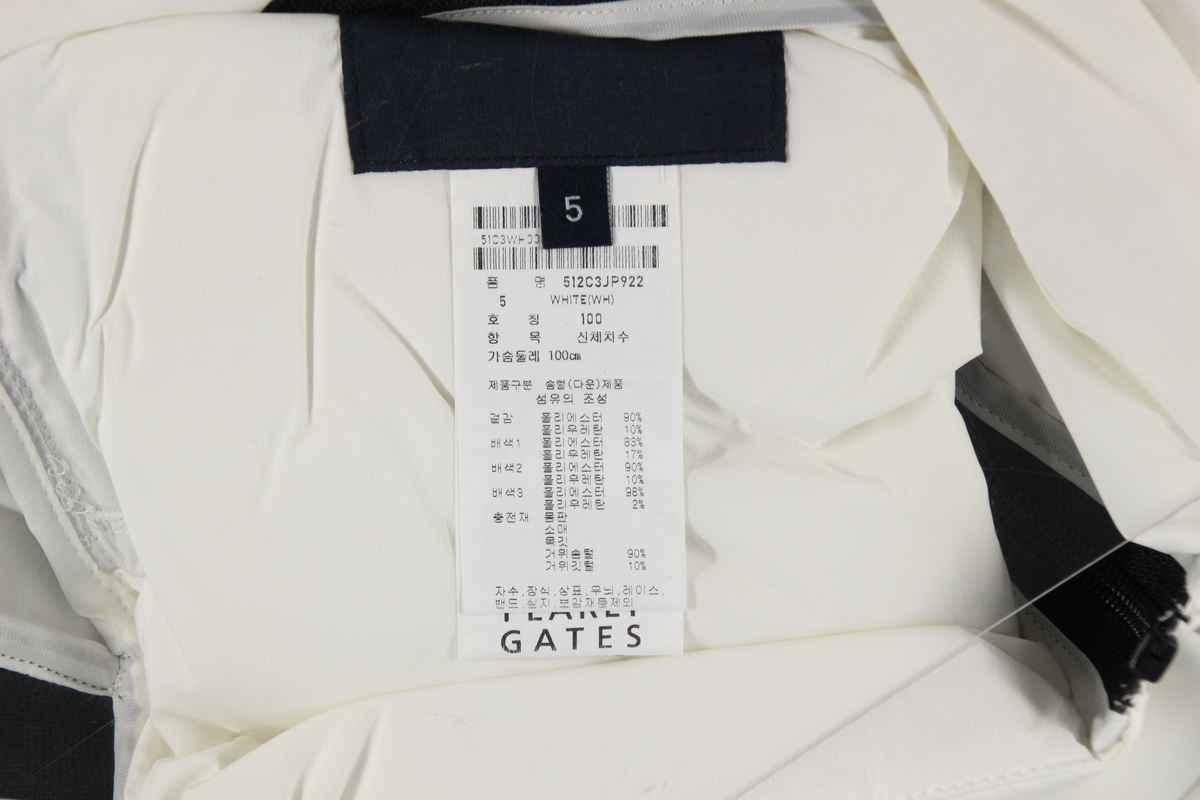 5
51C3WH00
품 명 512C3JP922
5 WHITE(WH)
호 칭 100
항 목 신체치수
가슴둘레 100cm
제품구분 솜털(다운)제품
섬유의 조성
겉감 폴리에스터 90%
폴리우레탄 10%
배색1 폴리에스터 83%
폴리우레탄 17%
배색2 폴리에스터 90%
폴리우레탄 10%
배색3 폴리에스터 98%
폴리우레탄 2%
충전재 몸판
소매
목깃
거위솜털 90%
거위깃털 10%
자수,장식,상표,무늬,레이스,
밴드,심지,보강재등제외
PEARLY
GATES